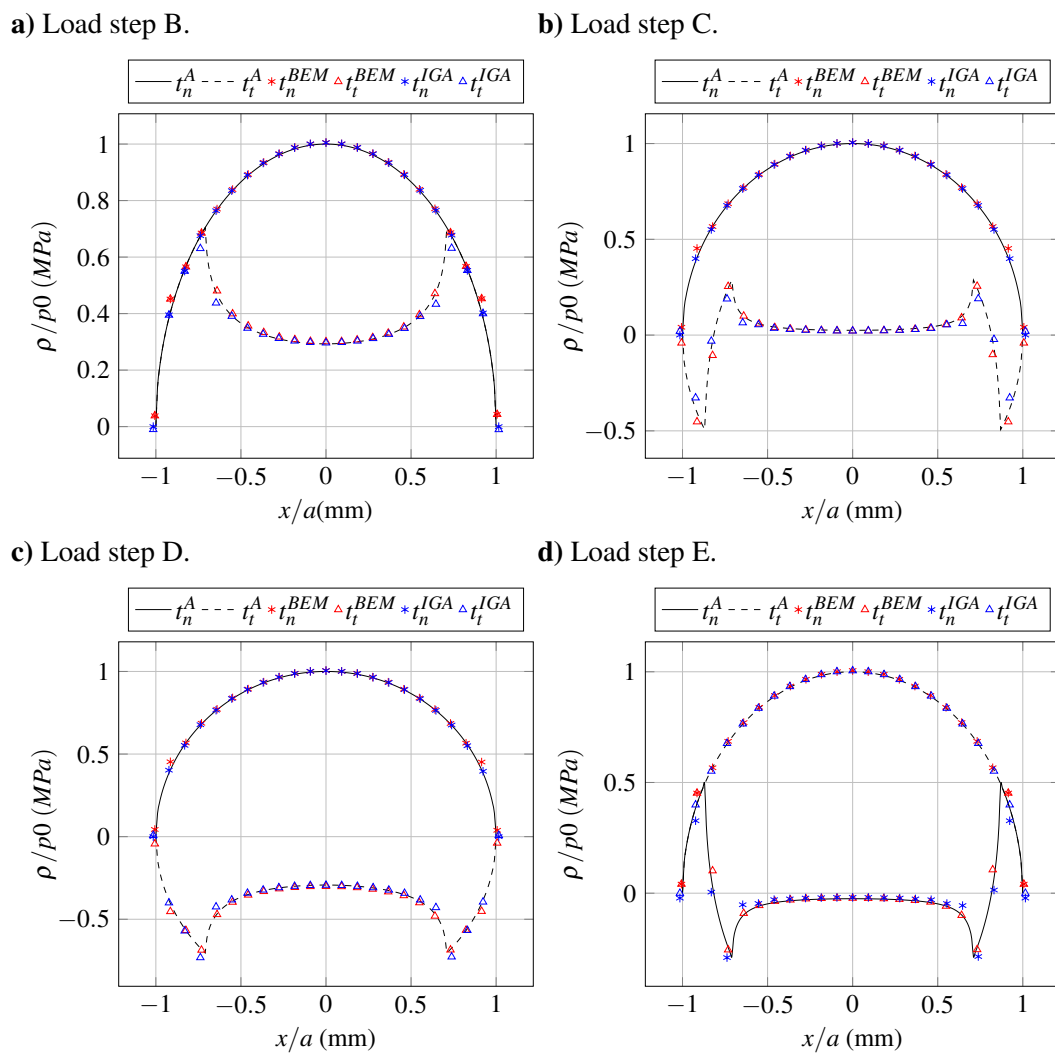 a) Load step B.
t_n^A t_t^A t_n^{BEM} t_t^{BEM} t_n^{IGA} t_t^{IGA}
1
0.8
0.6
0.4
0.2
0
ρ/p0 (MPa)
−1 −0.5 0 0.5 1
x/a(mm)
b) Load step C.
t_n^A t_t^A t_n^{BEM} t_t^{BEM} t_n^{IGA} t_t^{IGA}
1
0.5
0
−0.5
ρ/p0 (MPa)
−1 −0.5 0 0.5 1
x/a (mm)
c) Load step D.
t_n^A t_t^A t_n^{BEM} t_t^{BEM} t_n^{IGA} t_t^{IGA}
1
0.5
0
−0.5
ρ/p0 (MPa)
−1 −0.5 0 0.5 1
x/a (mm)
d) Load step E.
t_n^A t_t^A t_n^{BEM} t_t^{BEM} t_n^{IGA} t_t^{IGA}
1
0.5
0
ρ/p0 (MPa)
−1 −0.5 0 0.5 1
x/a (mm)